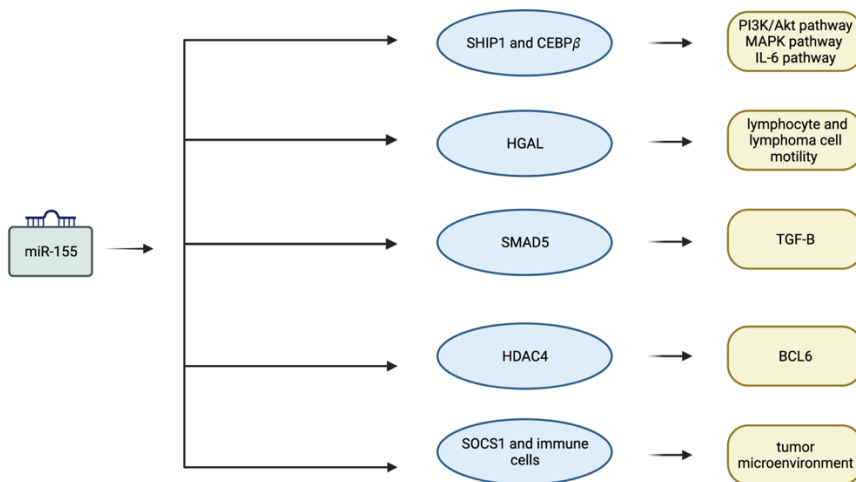 SHIP1 and CEBPβ
PI3K/Akt pathway
MAPK pathway
IL-6 pathway
HGAL
lymphocyte and
lymphoma cell
motility
miR-155
SMAD5
TGF-B
HDAC4
BCL6
SOCS1 and immune
cells
tumor
microenvironment